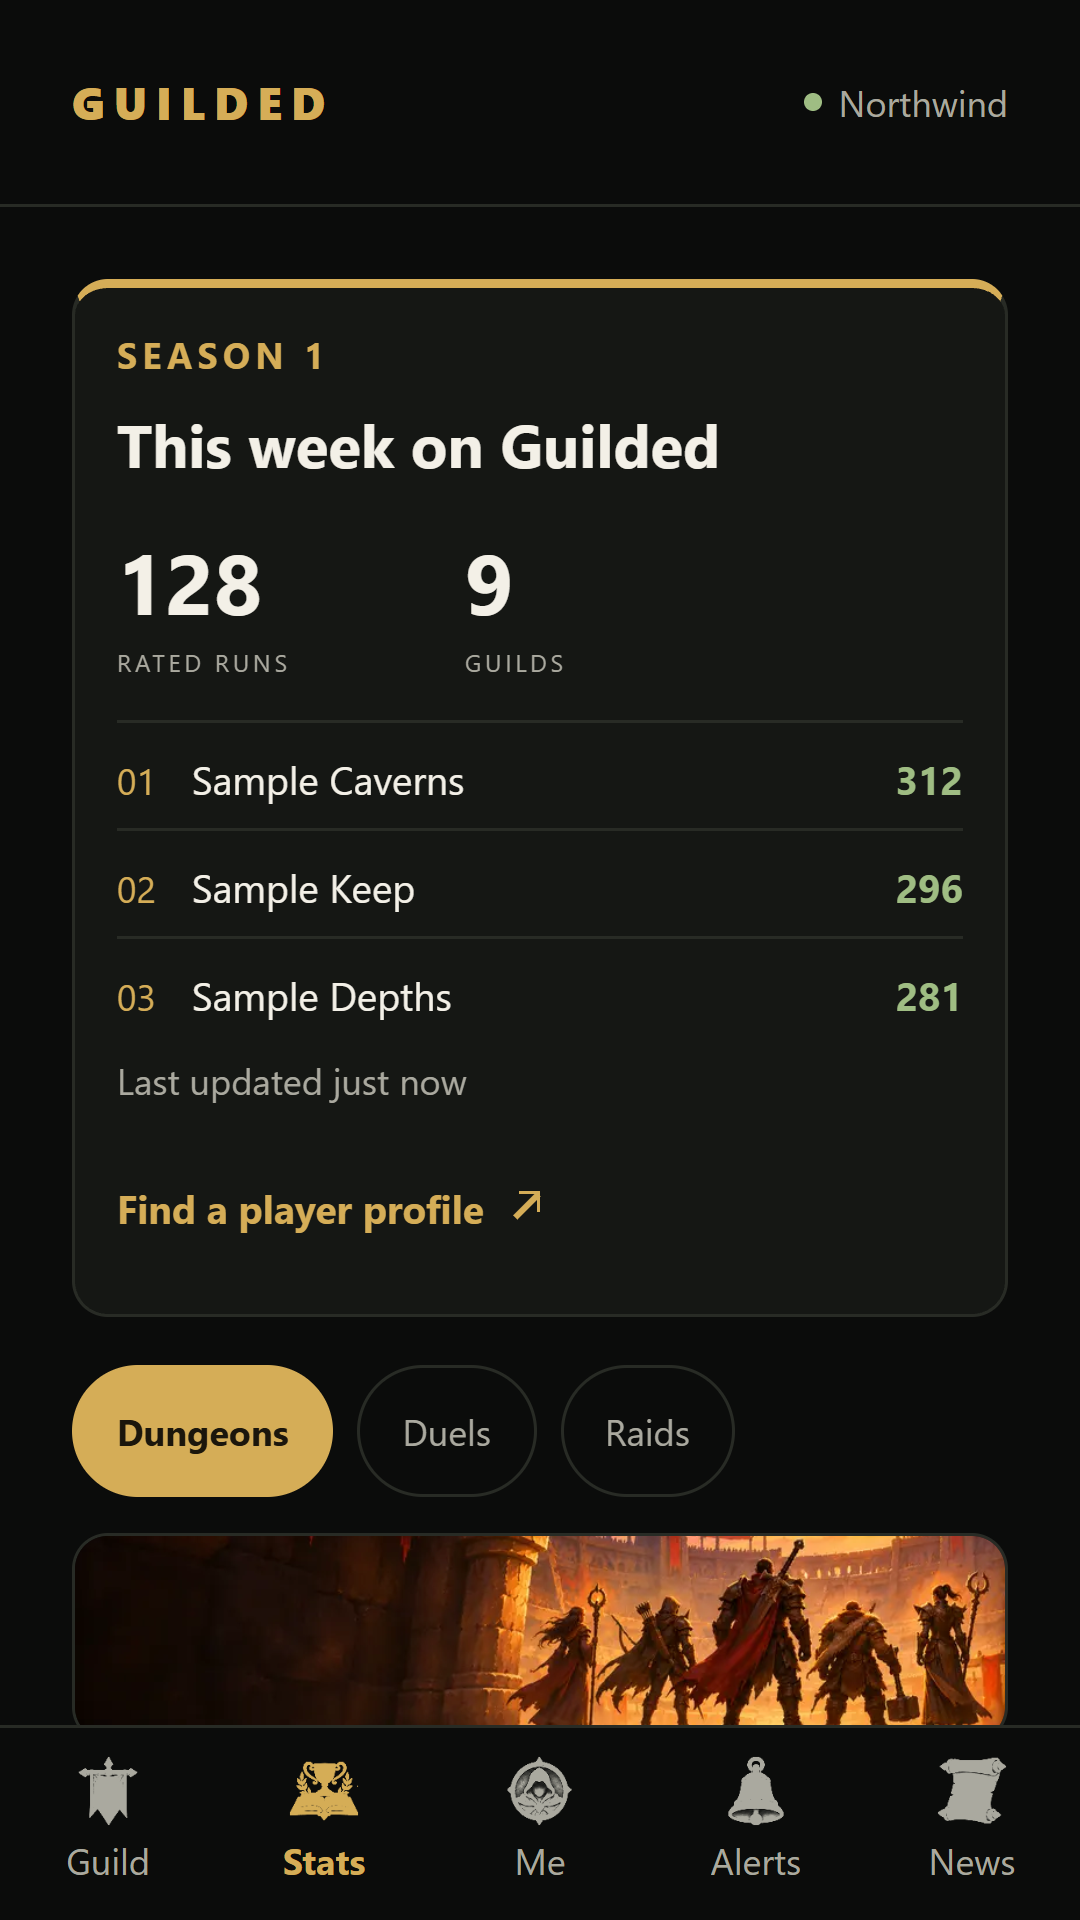 GUILDED
Northwind
SEASON 1
This week on Guilded
128 9
RATED RUNS GUILDS
01 Sample Caverns 312
02 Sample Keep 296
03 Sample Depths 281
Last updated just now
Find a player profile
Dungeons Duels Raids
Guild Stats Me Alerts News